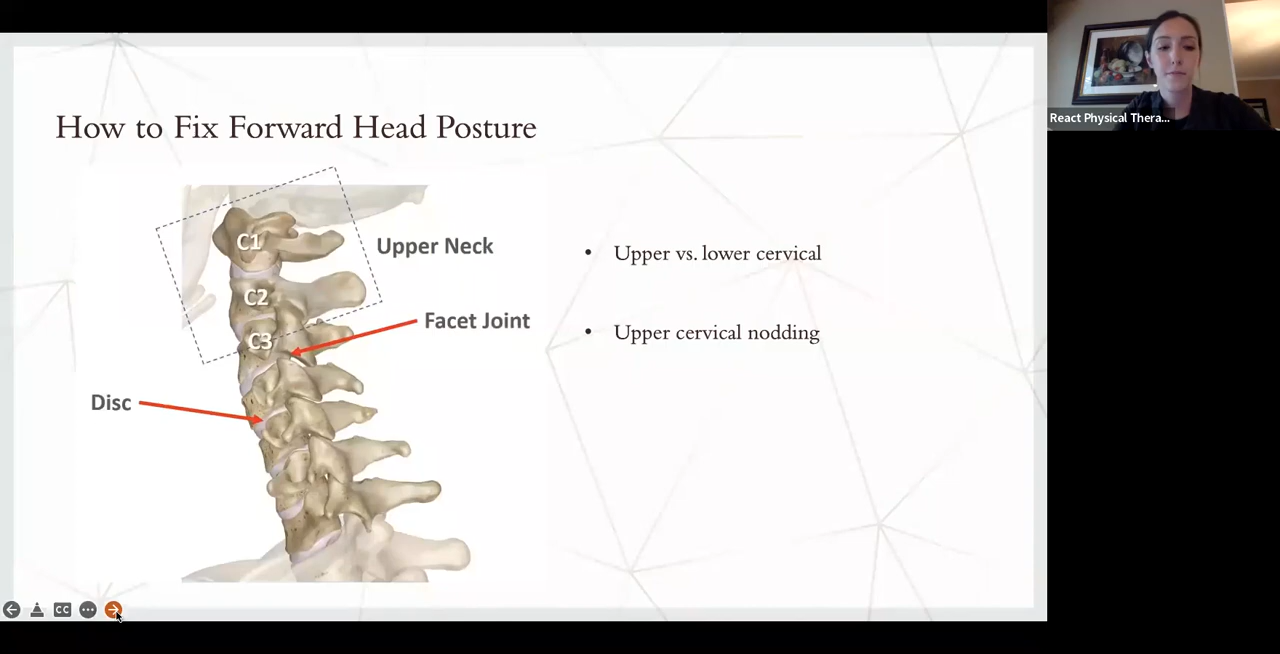 How to Fix Forward Head Posture
C1
Upper Neck
C2
Facet Joint
C3
Disc
• Upper vs. lower cervical
• Upper cervical nodding
React Physical Thera...
CC